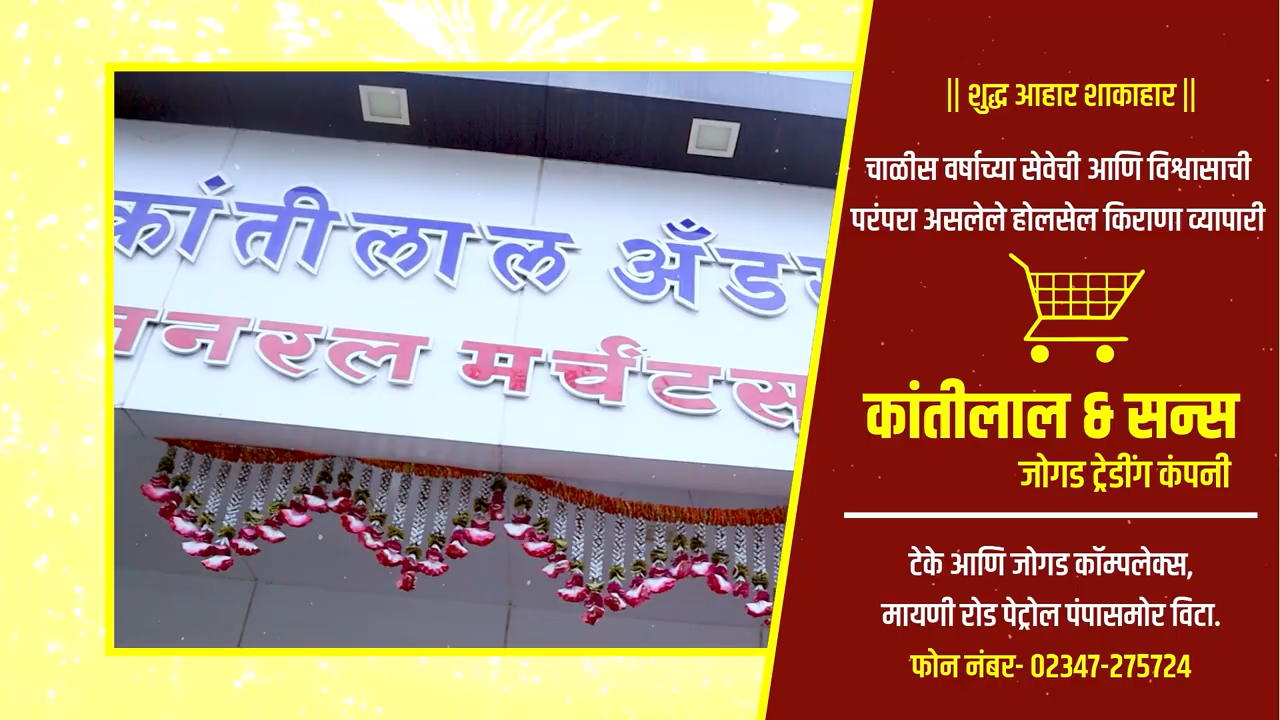 कांतीलाल अँड
जनरल मर्चंटस
|| शुद्ध आहार शाकाहार ||
चाळीस वर्षाच्या सेवेची आणि विश्वासाची
परंपरा असलेले होलसेल किराणा व्यापारी
कांतीलाल & सन्स
जोगड ट्रेडींग कंपनी
टेके आणि जोगड कॉम्पलेक्स,
मायणी रोड पेट्रोल पंपासमोर विटा.
फोन नंबर- 02347-275724